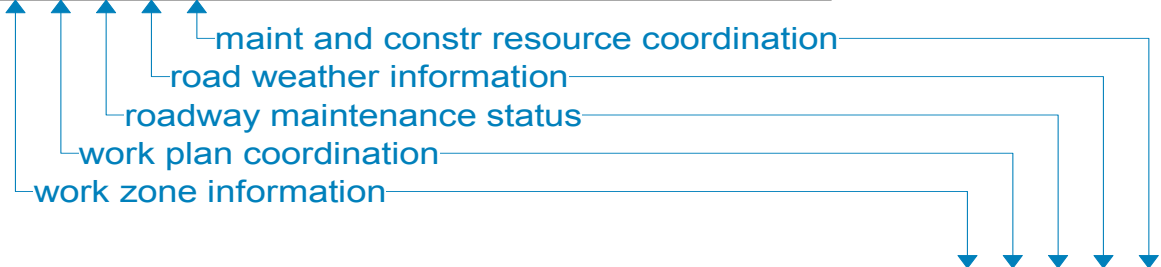 maint and constr resource coordination
road weather information
roadway maintenance status
work plan coordination
work zone information